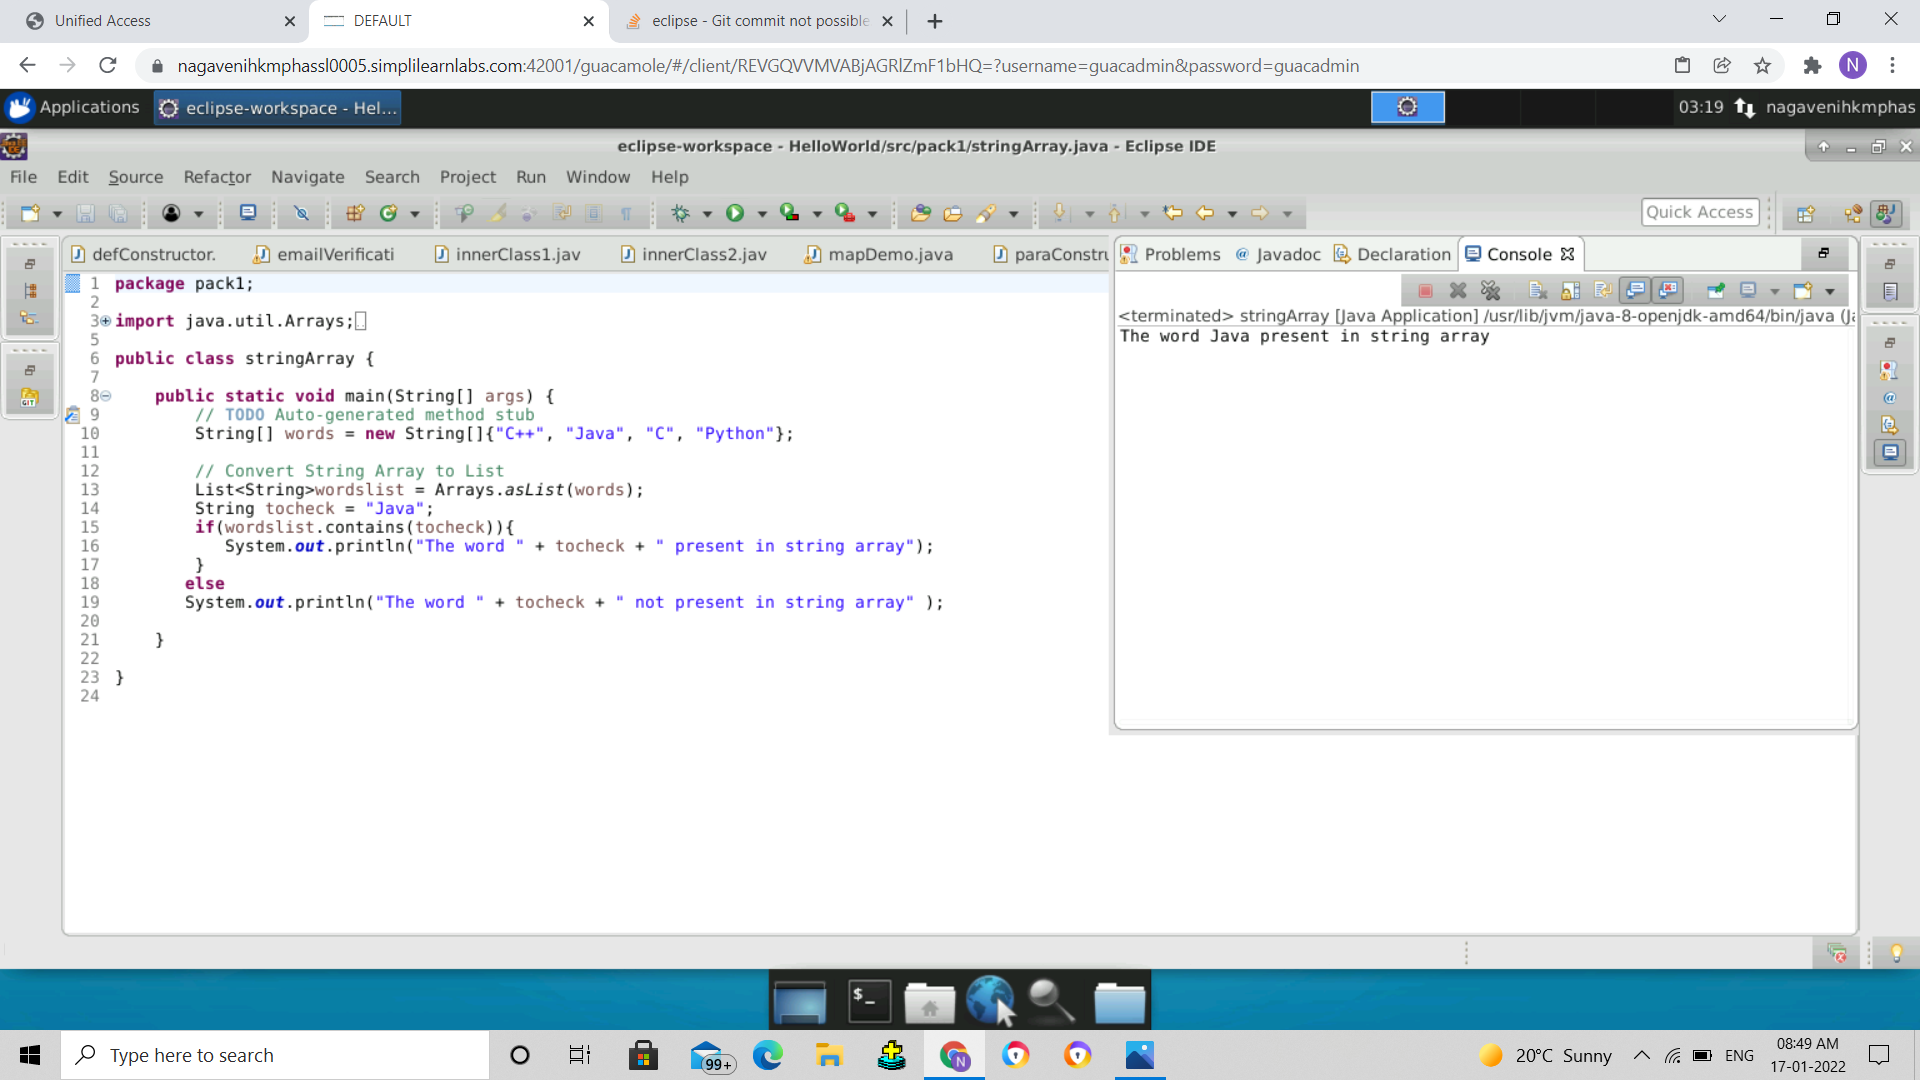 Unified Access
DEFAULT
eclipse - Git commit not possible
nagavenihkmphassl0005.simplilearnlabs.com:42001/guacamole/#/client/REVGQVVMVABjAGRlZmF1bHQ=?username=guacadmin&password=guacadmin
N
Applications
eclipse-workspace - Hel...
03:19
nagavenihkmphas
eclipse-workspace - HelloWorld/src/pack1/stringArray.java - Eclipse IDE
File Edit Source Refactor Navigate Search Project Run Window Help
Quick Access
defConstructor.
emailVerificati
innerClass1.jav
innerClass2.jav
mapDemo.java
paraConstru
Problems
@ Javadoc
Declaration
Console
<terminated> stringArray [Java Application] /usr/lib/jvm/java-8-openjdk-amd64/bin/java (Ja
The word Java present in string array
1 package pack1;
2
3 import java.util.Arrays;
5
6 public class stringArray {
7
8 public static void main(String[] args) {
9 // TODO Auto-generated method stub
10 String[] words = new String[]{"C++", "Java", "C", "Python"};
11
12 // Convert String Array to List
13 List<String>wordslist = Arrays.asList(words);
14 String tocheck = "Java";
15 if(wordslist.contains(tocheck)){
16 System.out.println("The word " + tocheck + " present in string array");
17 }
18 else
19 System.out.println("The word " + tocheck + " not present in string array" );
20
21 }
22
23 }
24
GIT
$_
Type here to search
99+
N
20°C Sunny
ENG
08:49 AM
17-01-2022